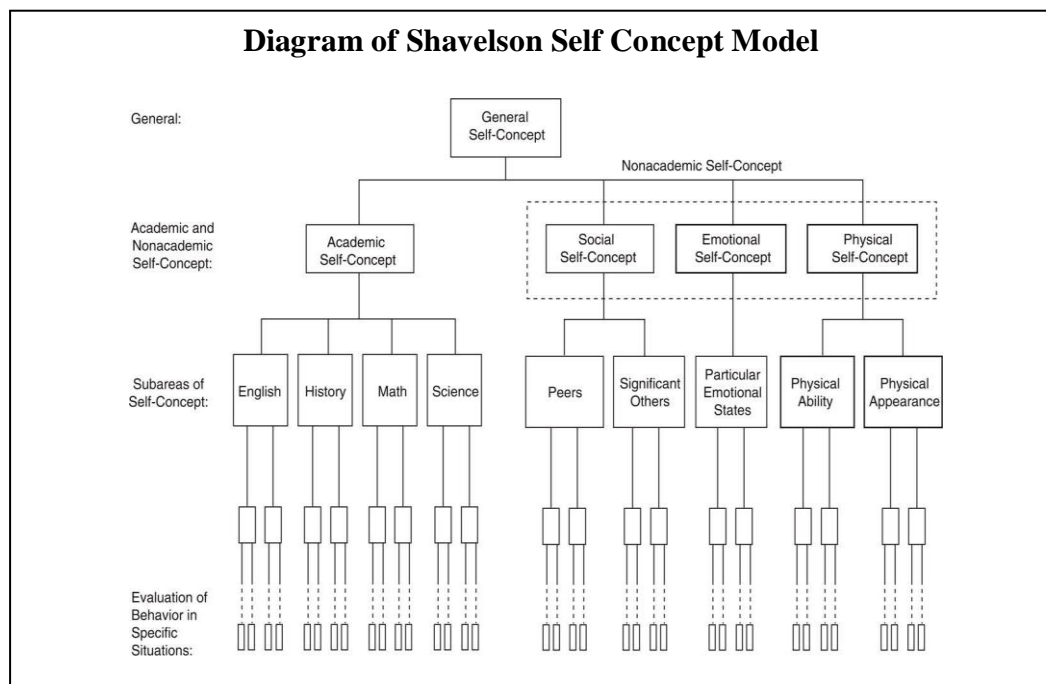 Diagram of Shavelson Self Concept Model
General:
General
Self-Concept
Nonacademic Self-Concept
Academic and
Nonacademic
Self-Concept:
Academic
Self-Concept
Social
Self-Concept
Emotional
Self-Concept
Physical
Self-Concept
Subareas of
Self-Concept:
English
History
Math
Science
Peers
Significant
Others
Particular
Emotional
States
Physical
Ability
Physical
Appearance
Evaluation of
Behavior in
Specific
Situations: